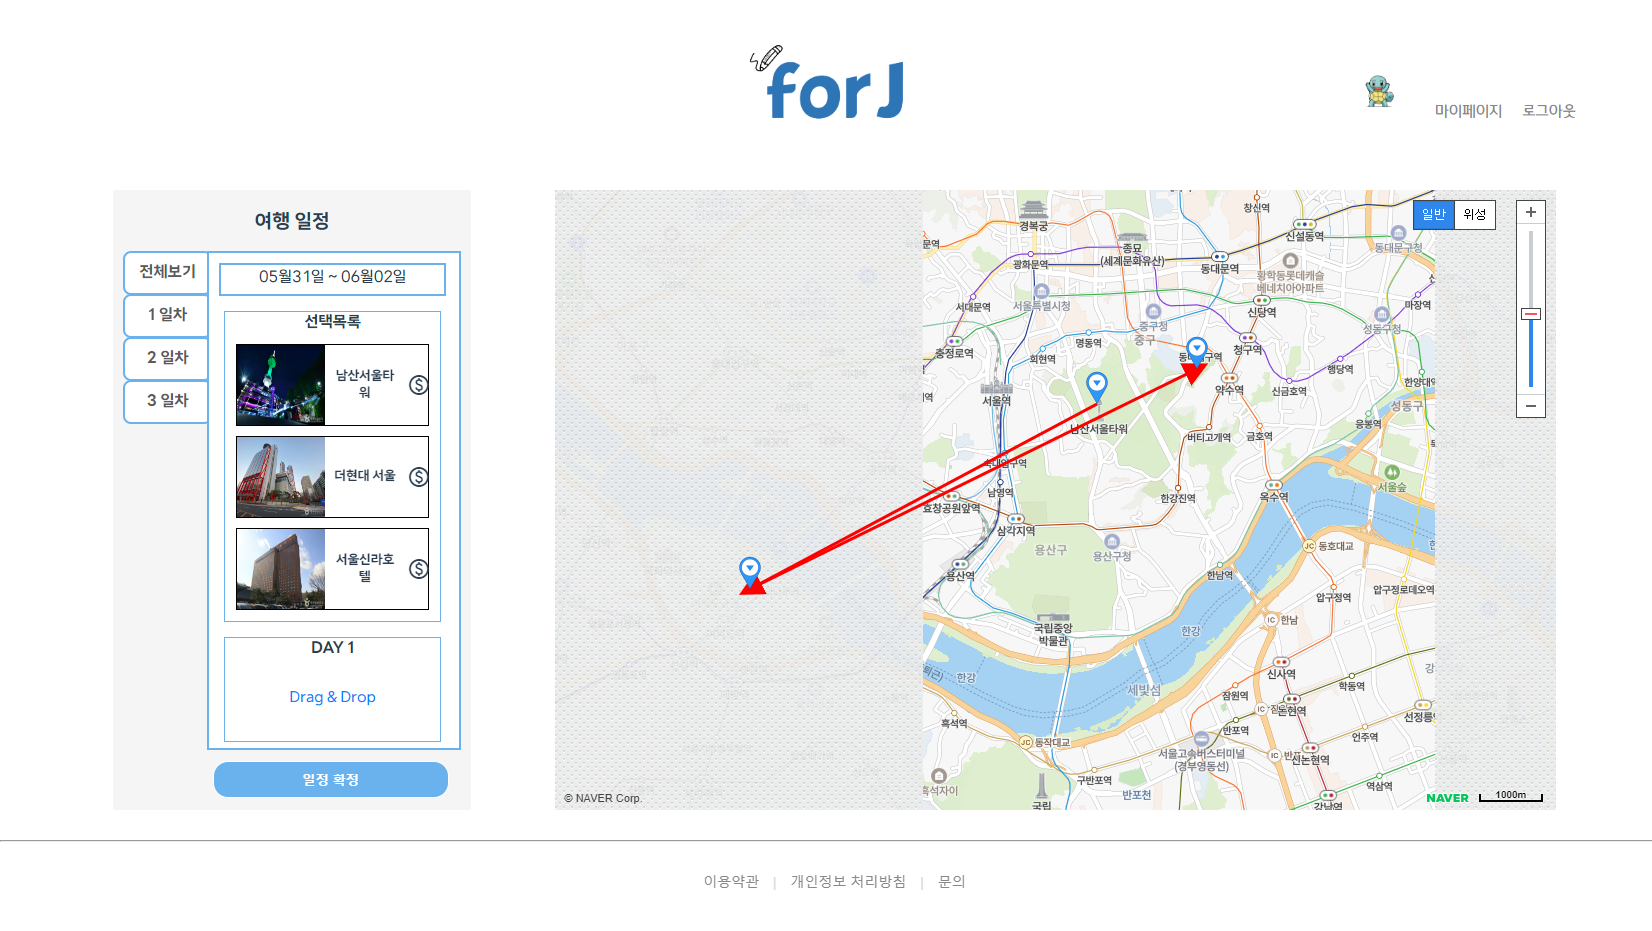 forJ
마이페이지
로그아웃
여행 일정
전체보기
1 일차
2 일차
3 일차
05월31일 ~ 06월02일
선택목록
남산서울타
워
더현대 서울
서울신라호
텔
DAY 1
Drag & Drop
일정 확정
일반
위성
창신역
경복궁
신설동역
동대문구청
종묘
(세계문화유산)
광화문역
동대문역
황학동롯데캐슬
베네치아아파트
서대문역
서울특별시청
신당역
마장역
중구청
중구
성동구청
충정로역
회현역
명동역
청구역
행당역
약수역
신금호역
한양대역
서울역
성동구
남산서울타워
버티고개역
금호역
응봉역
남영역
한강진역
옥수역
서울숲
효창공원앞역
삼각지역
용산구
용산구청
JC
동호대교
용산역
한남역
압구정역
압구정로데오역
국립중앙
박물관
한강
IC
한남
신사역
한강
세빛섬
학동역
잠원역
IC
논현역
선정릉
흑석역
JC
동작대교
반포역
언주역
서울고속버스터미널
(경부영동선)
IC
신논현역
흑석자이
구반포역
반포천
역삼역
국립
강남역
© NAVER Corp.
NAVER
1000m
이용약관
|
개인정보 처리방침
|
문의